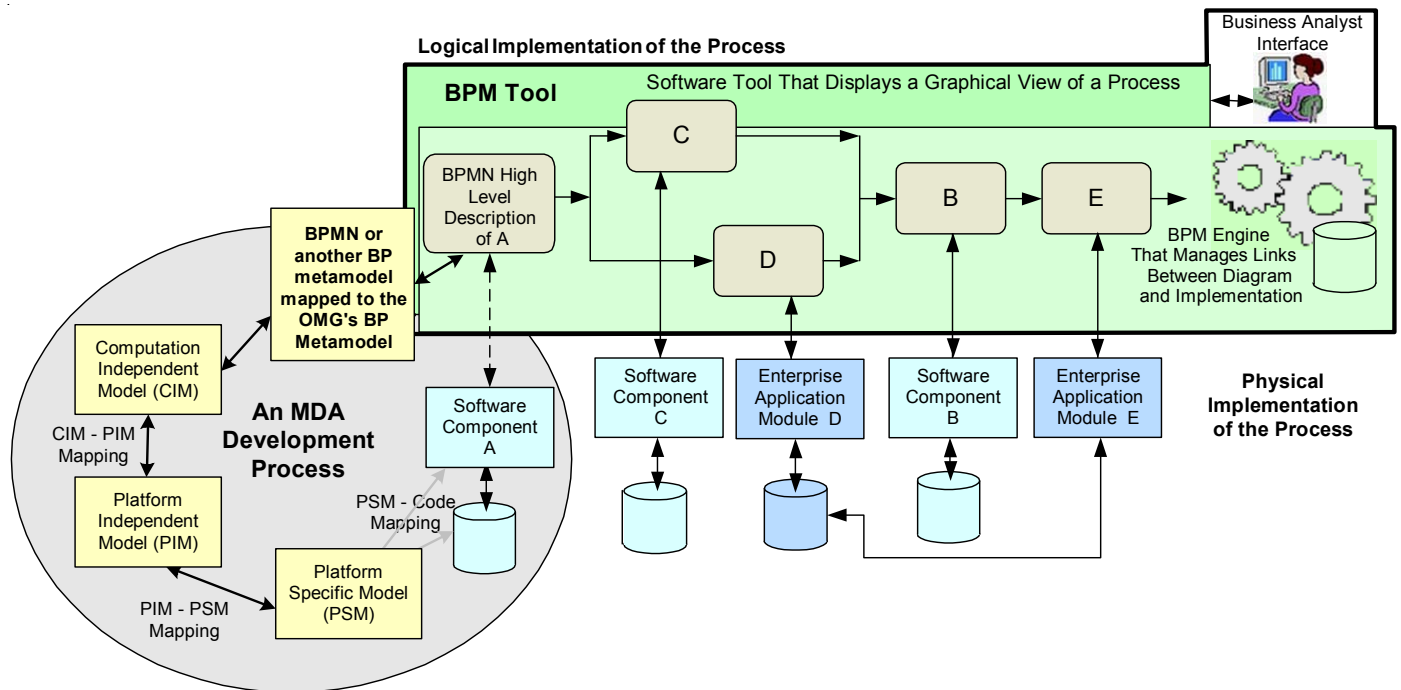 Business Analyst
Interface
Logical Implementation of the Process
BPM Tool
Software Tool That Displays a Graphical View of a Process
C
BPMN High
Level
Description
of A
B
E
D
BPM Engine
That Manages Links
Between Diagram
and Implementation
BPMN or
another BP
metamodel
mapped to the
OMG's BP
Metamodel
Computation
Independent
Model (CIM)
An MDA
Development
Process
CIM - PIM
Mapping
Platform
Independent
Model (PIM)
PIM - PSM
Mapping
Platform
Specific Model
(PSM)
PSM - Code
Mapping
Software
Component
A
Software
Component
C
Enterprise
Application
Module D
Software
Component
B
Enterprise
Application
Module E
Physical
Implementation
of the Process